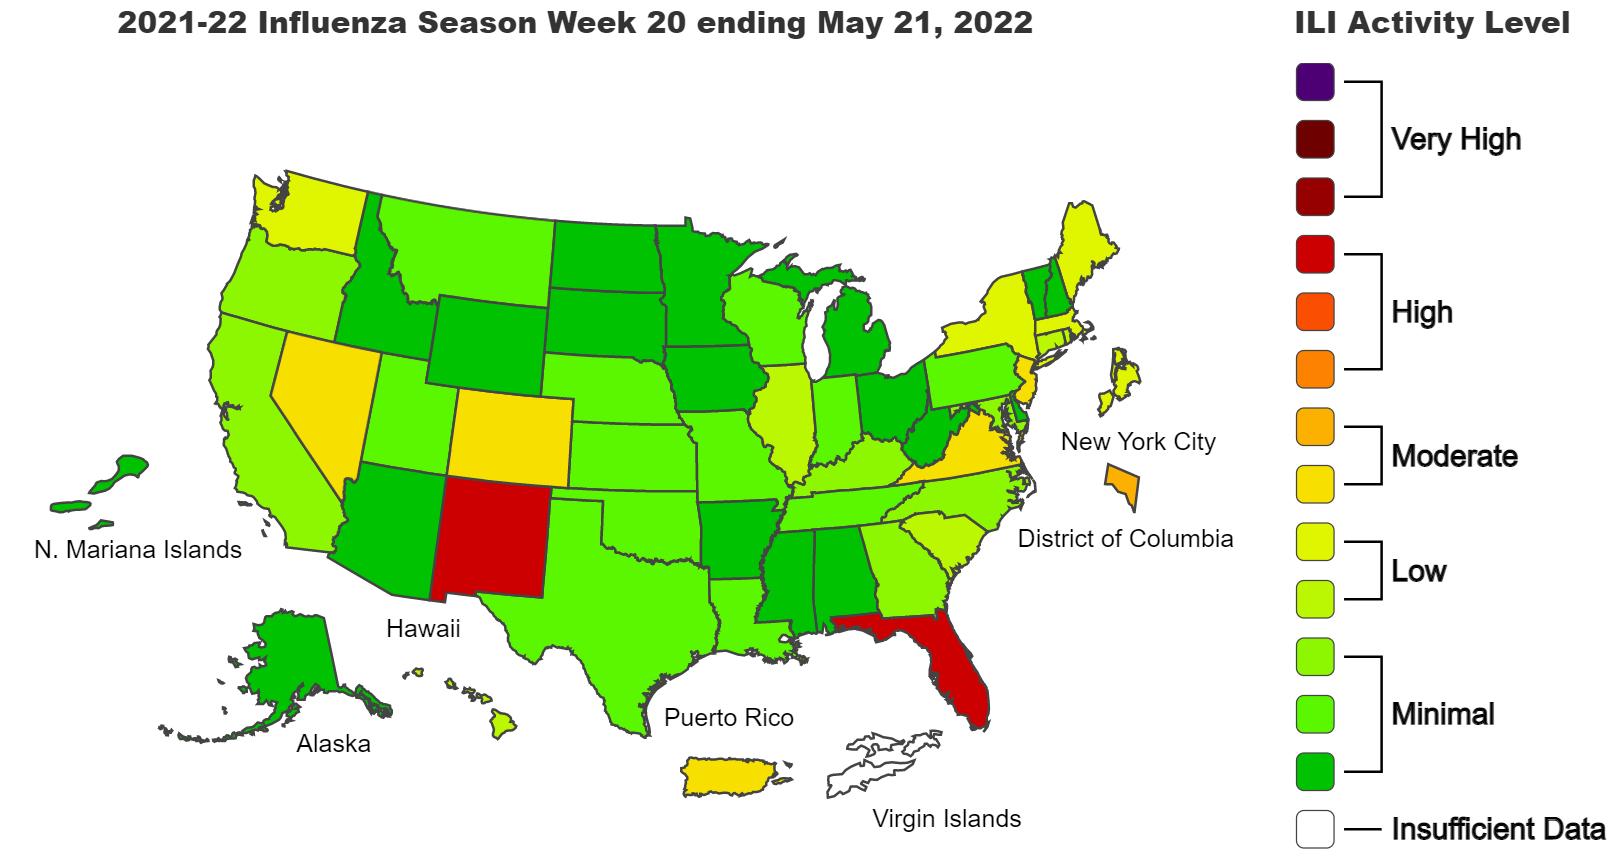 2021-22 Influenza Season Week 20 ending May 21, 2022
ILI Activity Level
Very High
High
Moderate
Low
Minimal
Insufficient Data
New York City
District of Columbia
N. Mariana Islands
Hawaii
Alaska
Puerto Rico
Virgin Islands